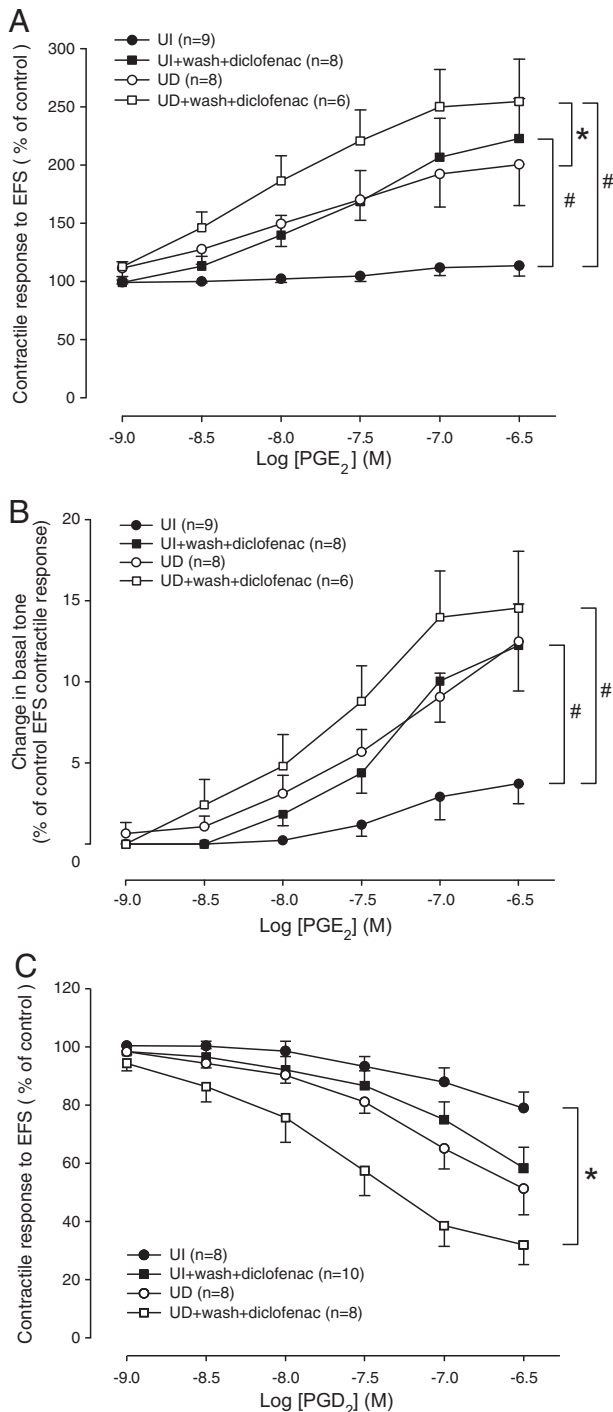 A
Contractile response to EFS ( % of control )
300
250
200
150
100
50
0
UI (n=9)
UI+wash+diclofenac (n=8)
UD (n=8)
UD+wash+diclofenac (n=6)
*
#
#
-9.0 -8.5 -8.0 -7.5 -7.0 -6.5
Log [PGE2] (M)
B
Change in basal tone
(% of control EFS contractile response)
20
15
10
5
0
UI (n=9)
UI+wash+diclofenac (n=8)
UD (n=8)
UD+wash+diclofenac (n=6)
#
#
-9.0 -8.5 -8.0 -7.5 -7.0 -6.5
Log [PGE2] (M)
C
Contractile response to EFS ( % of control )
120
100
80
60
40
20
0
*
UI (n=8)
UI+wash+diclofenac (n=10)
UD (n=8)
UD+wash+diclofenac (n=8)
-9.0 -8.5 -8.0 -7.5 -7.0 -6.5
Log [PGD2] (M)